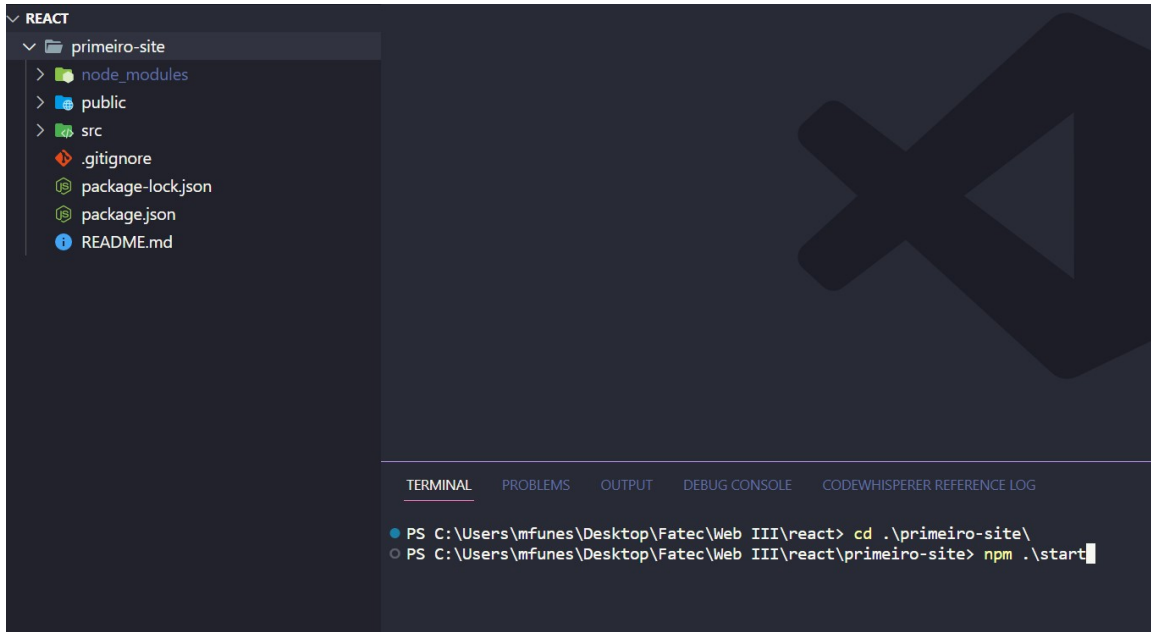 REACT
primeiro-site
node_modules
public
src
.gitignore
package-lock.json
package.json
README.md
TERMINAL PROBLEMS OUTPUT DEBUG CONSOLE CODEWHISPERER REFERENCE LOG
PS C:\Users\mfunes\Desktop\Fatec\Web III\react> cd .\primeiro-site\
PS C:\Users\mfunes\Desktop\Fatec\Web III\react\primeiro-site> npm .\start